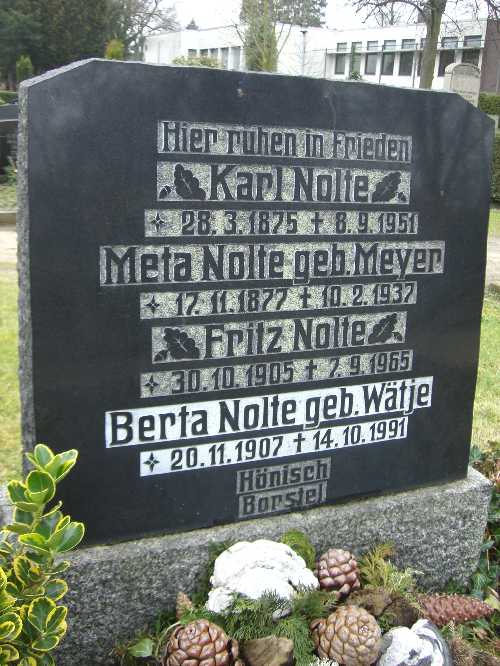 Hier ruhen in Frieden
Karl Nolte
* 28.3.1875 † 8.9.1951
Meta Nolte geb. Meyer
* 17.11.1877 † 10.2.1937
Fritz Nolte
* 30.10.1905 † 7.9.1965
Berta Nolte geb. Wätje
* 20.11.1907 † 14.10.1991
Hönisch
Borstel